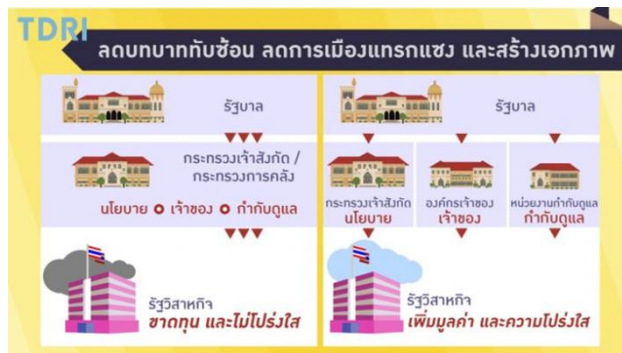 TDRI
ลดบทบาททับซ้อน ลดการเมืองแทรกแซง และสร้างเอกภาพ
รัฐบาล
กระทรวงเจ้าสังกัด /
กระทรวงการคลัง
นโยบาย เจ้าของ กำกับดูแล
รัฐวิสาหกิจ
ขาดทุน และไม่โปร่งใส
รัฐบาล
กระทรวงเจ้าสังกัด
นโยบาย
องค์กรเจ้าของ
เจ้าของ
หน่วยงานกำกับดูแล
กำกับดูแล
รัฐวิสาหกิจ
เพิ่มมูลค่า และความโปร่งใส